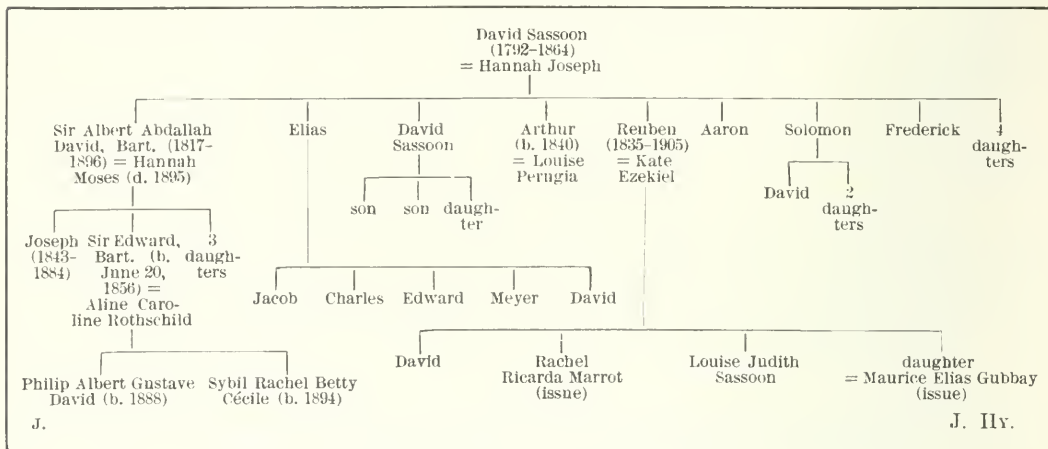 David Sassoon
(1792–1864)
= Hannah Joseph
Sir Albert Abdallah
David, Bart. (1817–
1896) = Hannah
Moses (d. 1895)
Elias
David
Sassoon
Arthur
(b. 1840)
= Louise
Perugia
Reuben
(1835–1905)
= Kate
Ezekiel
Aaron
Solomon
Frederick
4
daugh-
ters
son
son
daugh-
ter
David
2
daugh-
ters
Joseph
(1843–
1884)
Sir Edward,
Bart. (b.
June 20,
1856) =
Aline Caro-
line Rothschild
3
daugh-
ters
Jacob
Charles
Edward
Meyer
David
Philip Albert Gustave
David (b. 1888)
Sybil Rachel Betty
Cécile (b. 1894)
David
Rachel
Ricarda Marrot
(issue)
Louise Judith
Sassoon
daughter
= Maurice Elias Gubbay
(issue)
J.
J. Hy.